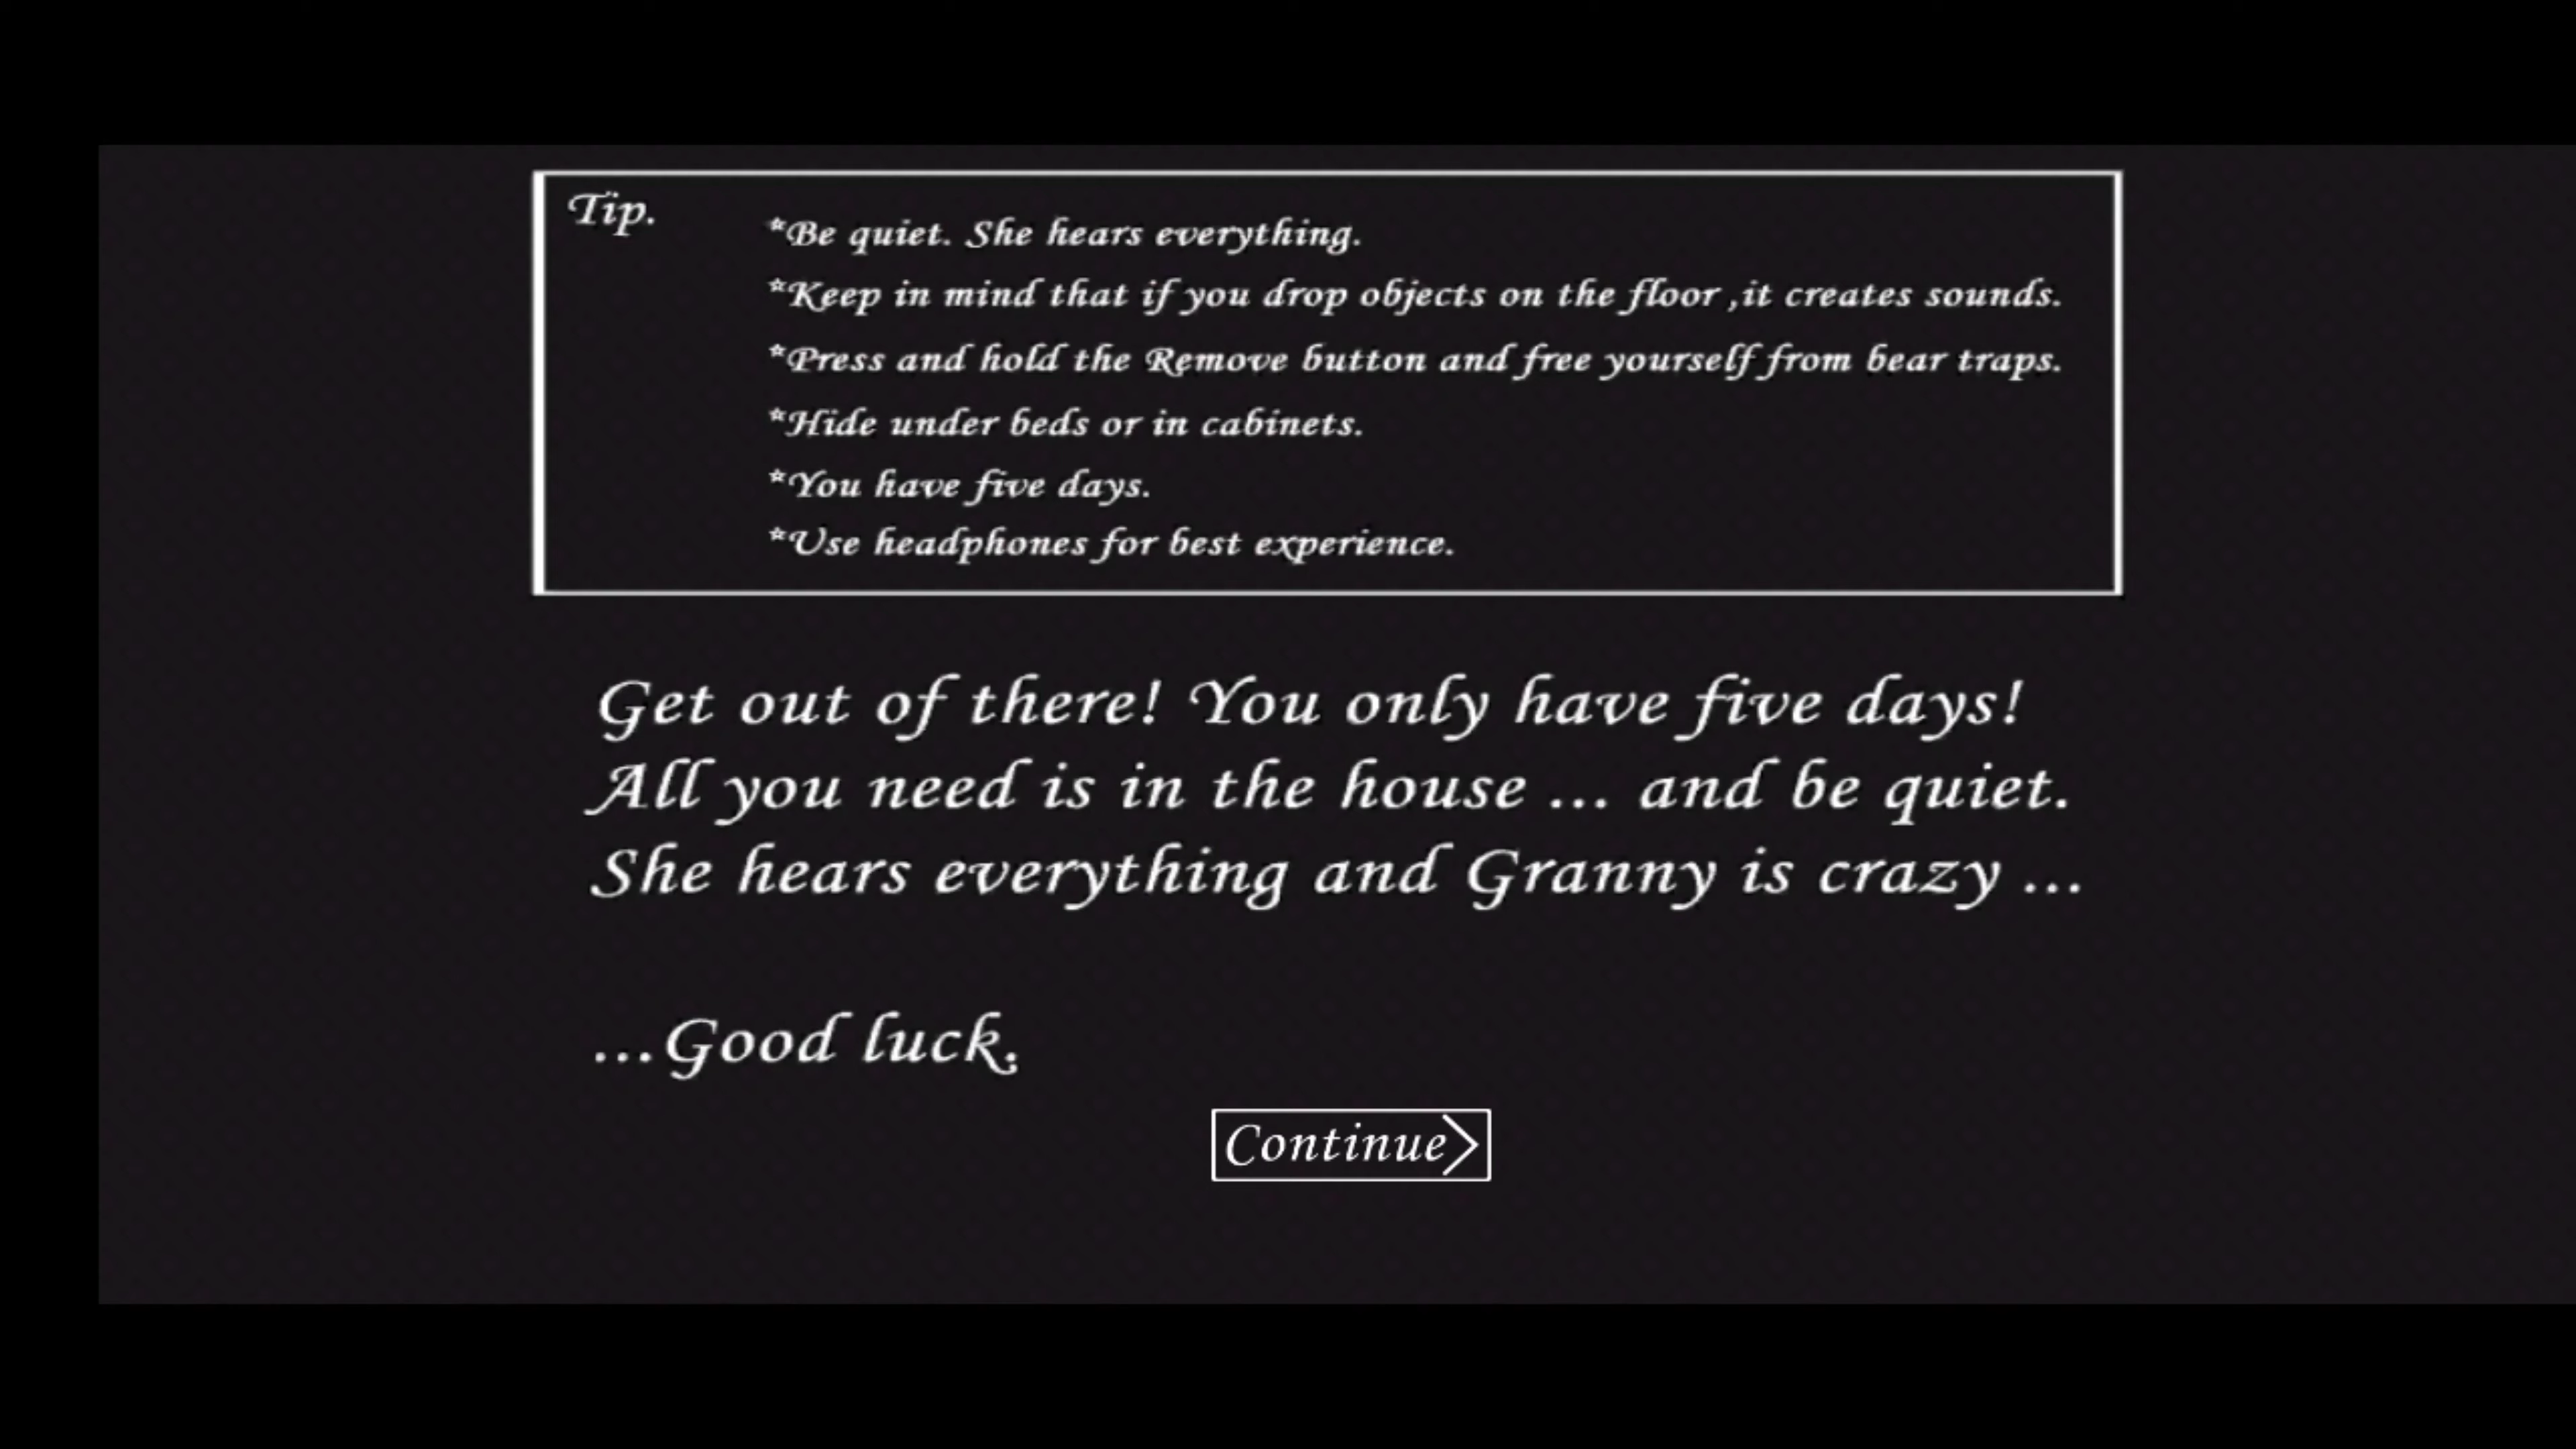 Tip.
*Be quiet. She hears everything.
*Keep in mind that if you drop objects on the floor ,it creates sounds.
*Press and hold the Remove button and free yourself from bear traps.
*Hide under beds or in cabinets.
*You have five days.
*Use headphones for best experience.
Get out of there! You only have five days!
All you need is in the house ... and be quiet.
She hears everything and Granny is crazy ...
...Good luck.
Continue>